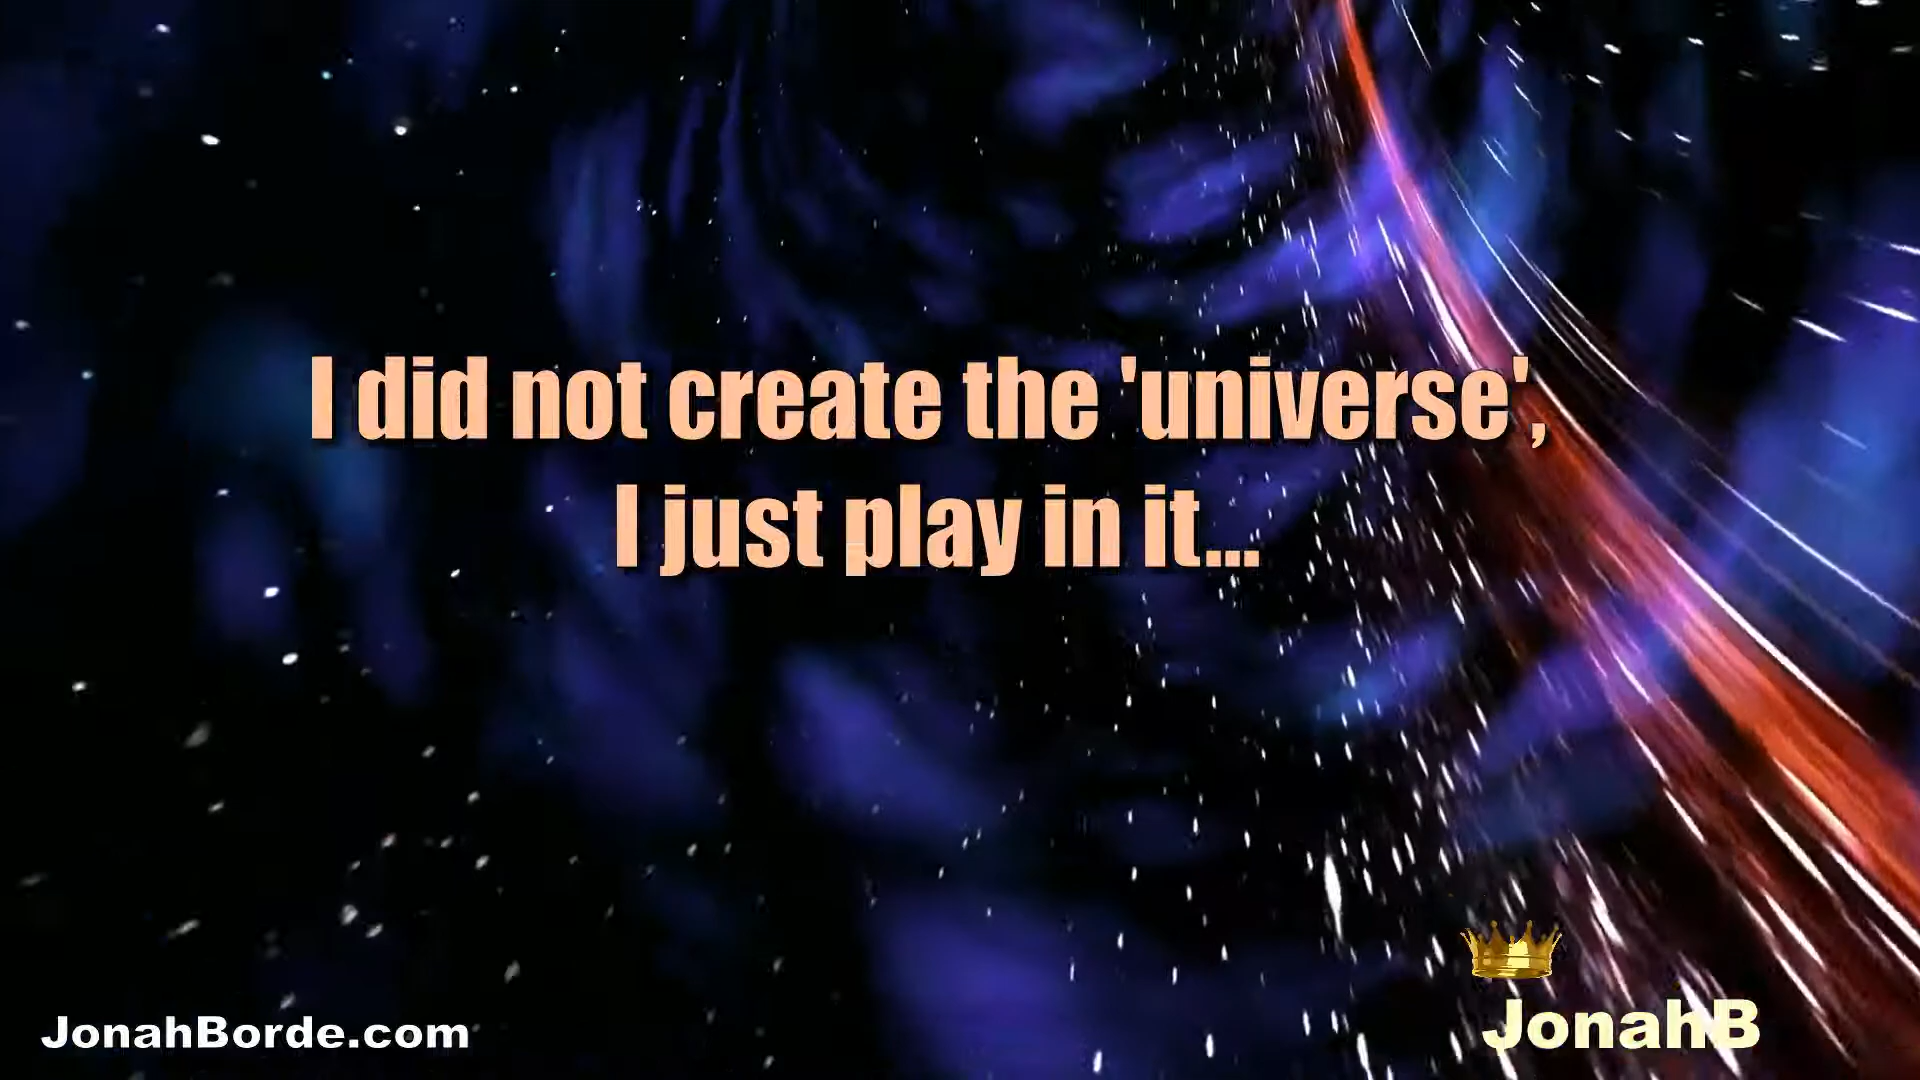 I did not create the 'universe',
I just play in it...
JonahBorde.com
JonahB